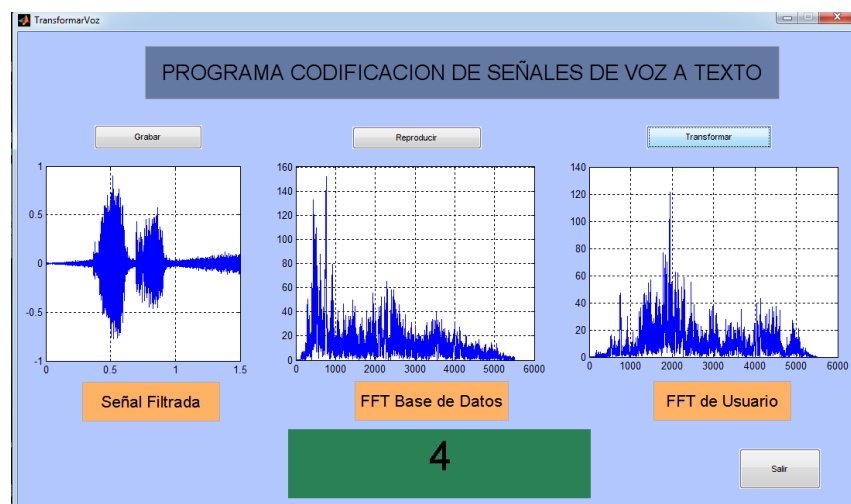 TransformarVoz
PROGRAMA CODIFICACION DE SEÑALES DE VOZ A TEXTO
Grabar
Reproducir
Transformar
1
0.5
0
-0.5
-1
0 0.5 1 1.5
160
140
120
100
80
60
40
20
0
0 1000 2000 3000 4000 5000 6000
140
120
100
80
60
40
20
0
0 1000 2000 3000 4000 5000 6000
Señal Filtrada
FFT Base de Datos
FFT de Usuario
4
Salir